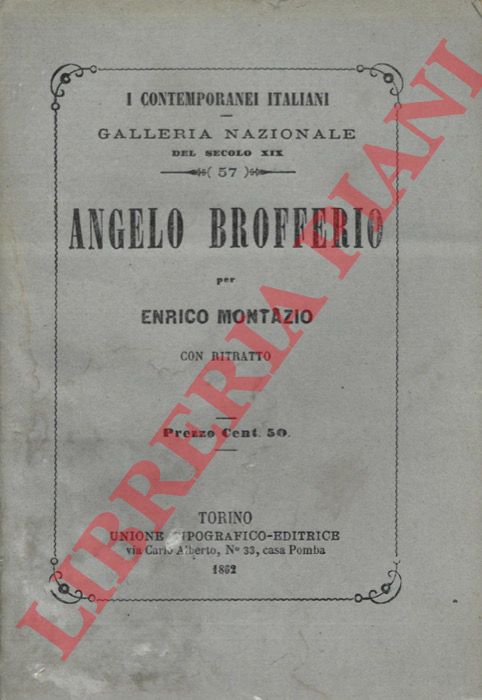 I CONTEMPORANEI ITALIANI
GALLERIA NAZIONALE
DEL SECOLO XIX
( 57 )
ANGELO BROFFERIO
per
ENRICO MONTAZIO
CON RITRATTO
Prezzo Cent. 50.
TORINO
UNIONE TIPOGRAFICO-EDITRICE
via Carlo Alberto, Nº 33, casa Pomba
1862
LIBRERIA PIANI